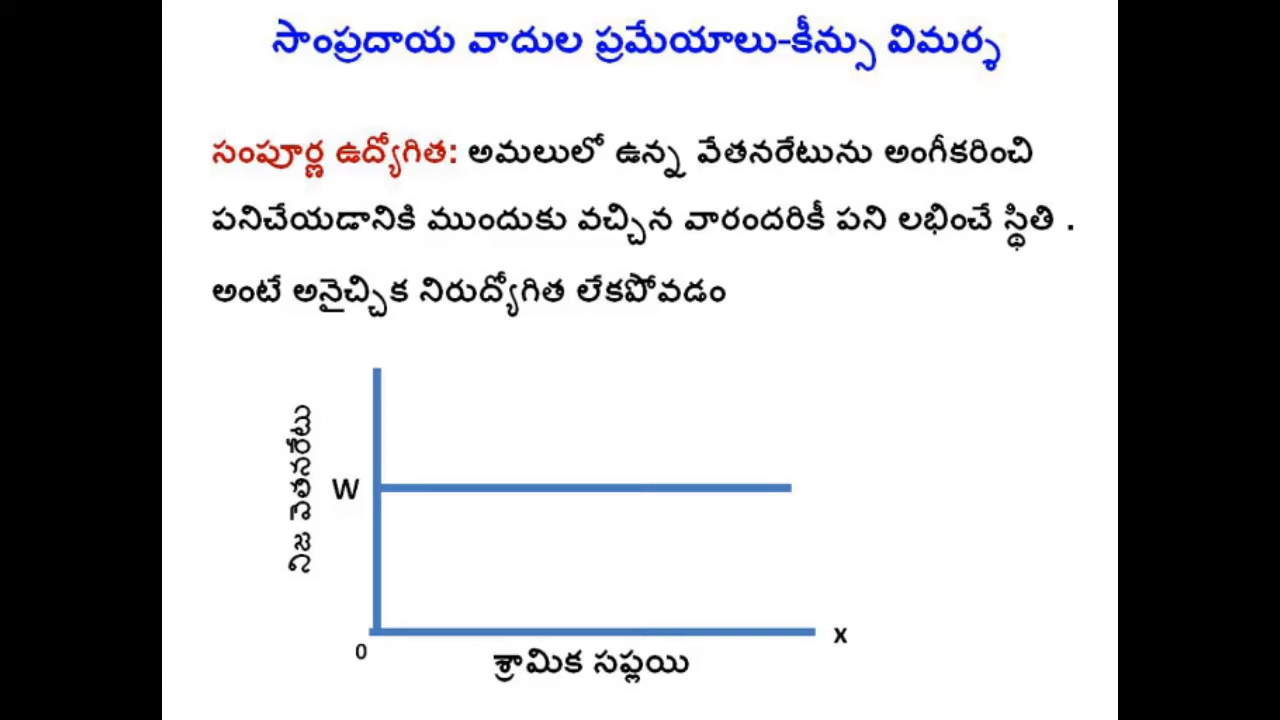 సాంప్రదాయ వాదుల ప్రమేయాలు-కీన్సు విమర్శ
సంపూర్ణ ఉద్యోగిత: అమలులో ఉన్న వేతనరేటును అంగీకరించి
పనిచేయడానికి ముందుకు వచ్చిన వారందరికీ పని లభించే స్థితి .
అంటే అనైచ్చిక నిరుద్యోగిత లేకపోవడం
నిజ వేతనరేటు
W
0
x
శ్రామిక సప్లయి